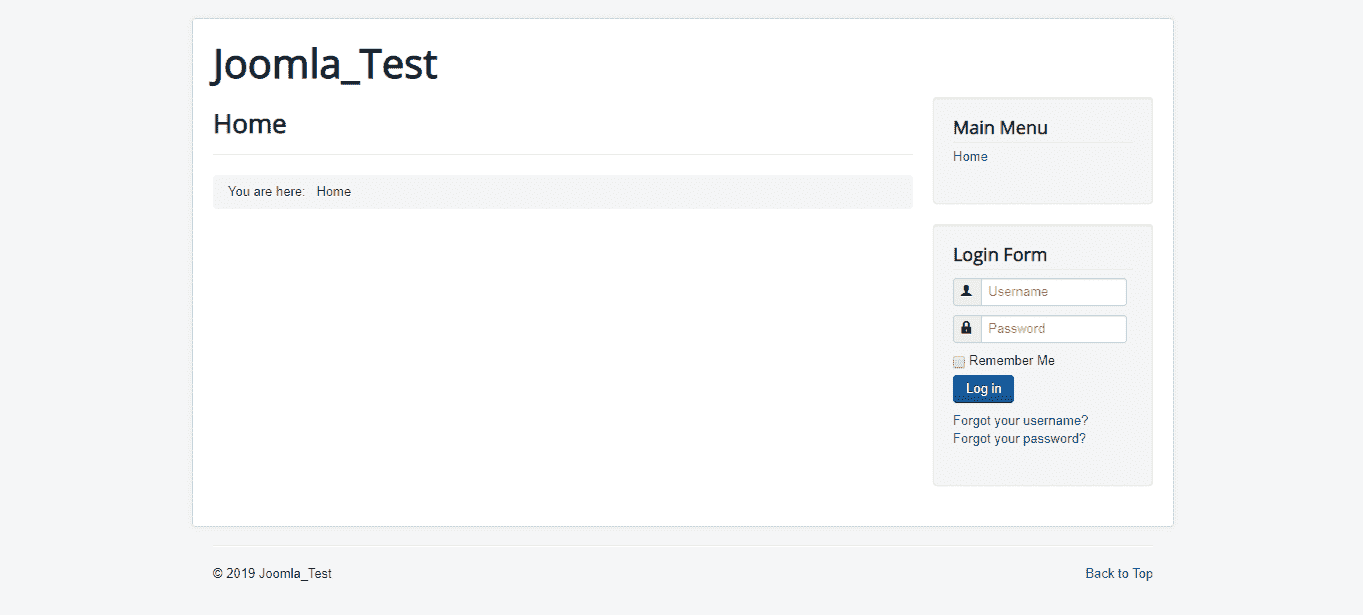 Joomla_Test
Home
You are here: Home
Main Menu
Home
Login Form
Username
Password
Remember Me
Log in
Forgot your username?
Forgot your password?
© 2019 Joomla_Test
Back to Top